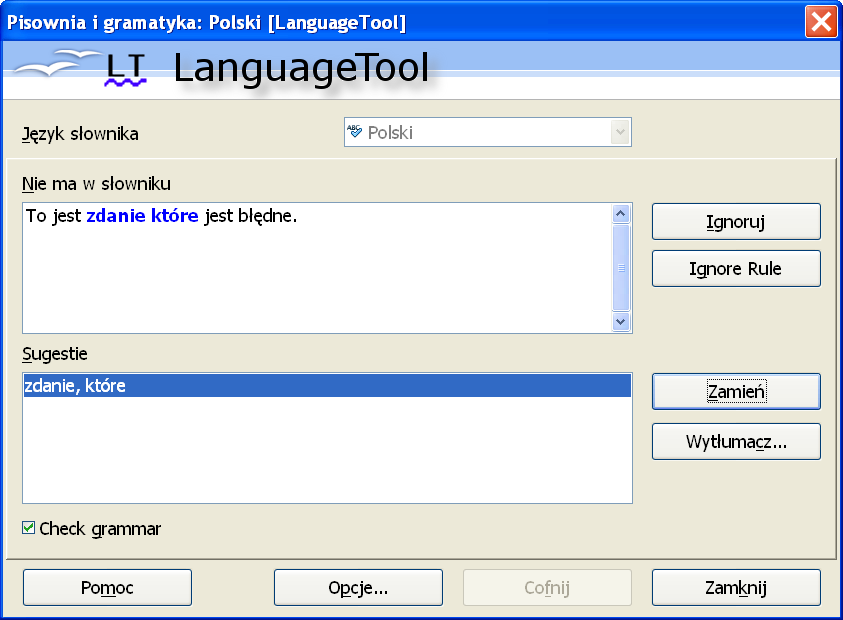 Pisownia i gramatyka: Polski [LanguageTool]
LT LanguageTool
Język słownika
ABC Polski
Nie ma w słowniku
To jest zdanie które jest błędne.
Ignoruj
Ignore Rule
Sugestie
zdanie, które
Zamień
Wytłumacz...
Check grammar
Pomoc
Opcje...
Cofnij
Zamknij